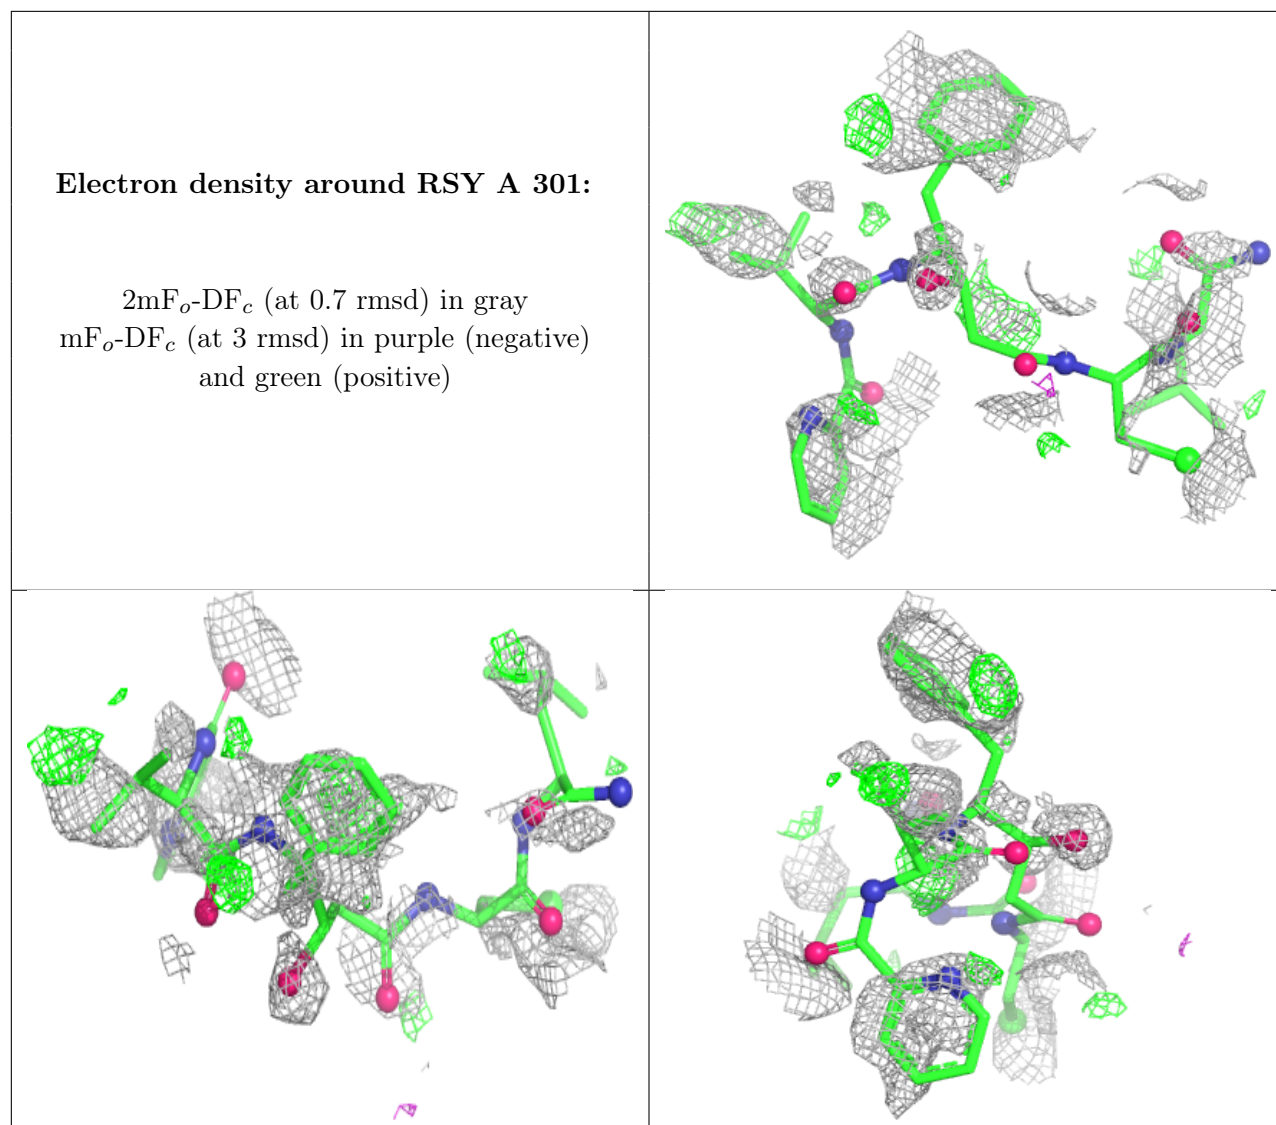 Electron density around RSY A 301:
2mFo-DFc (at 0.7 rmsd) in gray
mFo-DFc (at 3 rmsd) in purple (negative)
and green (positive)